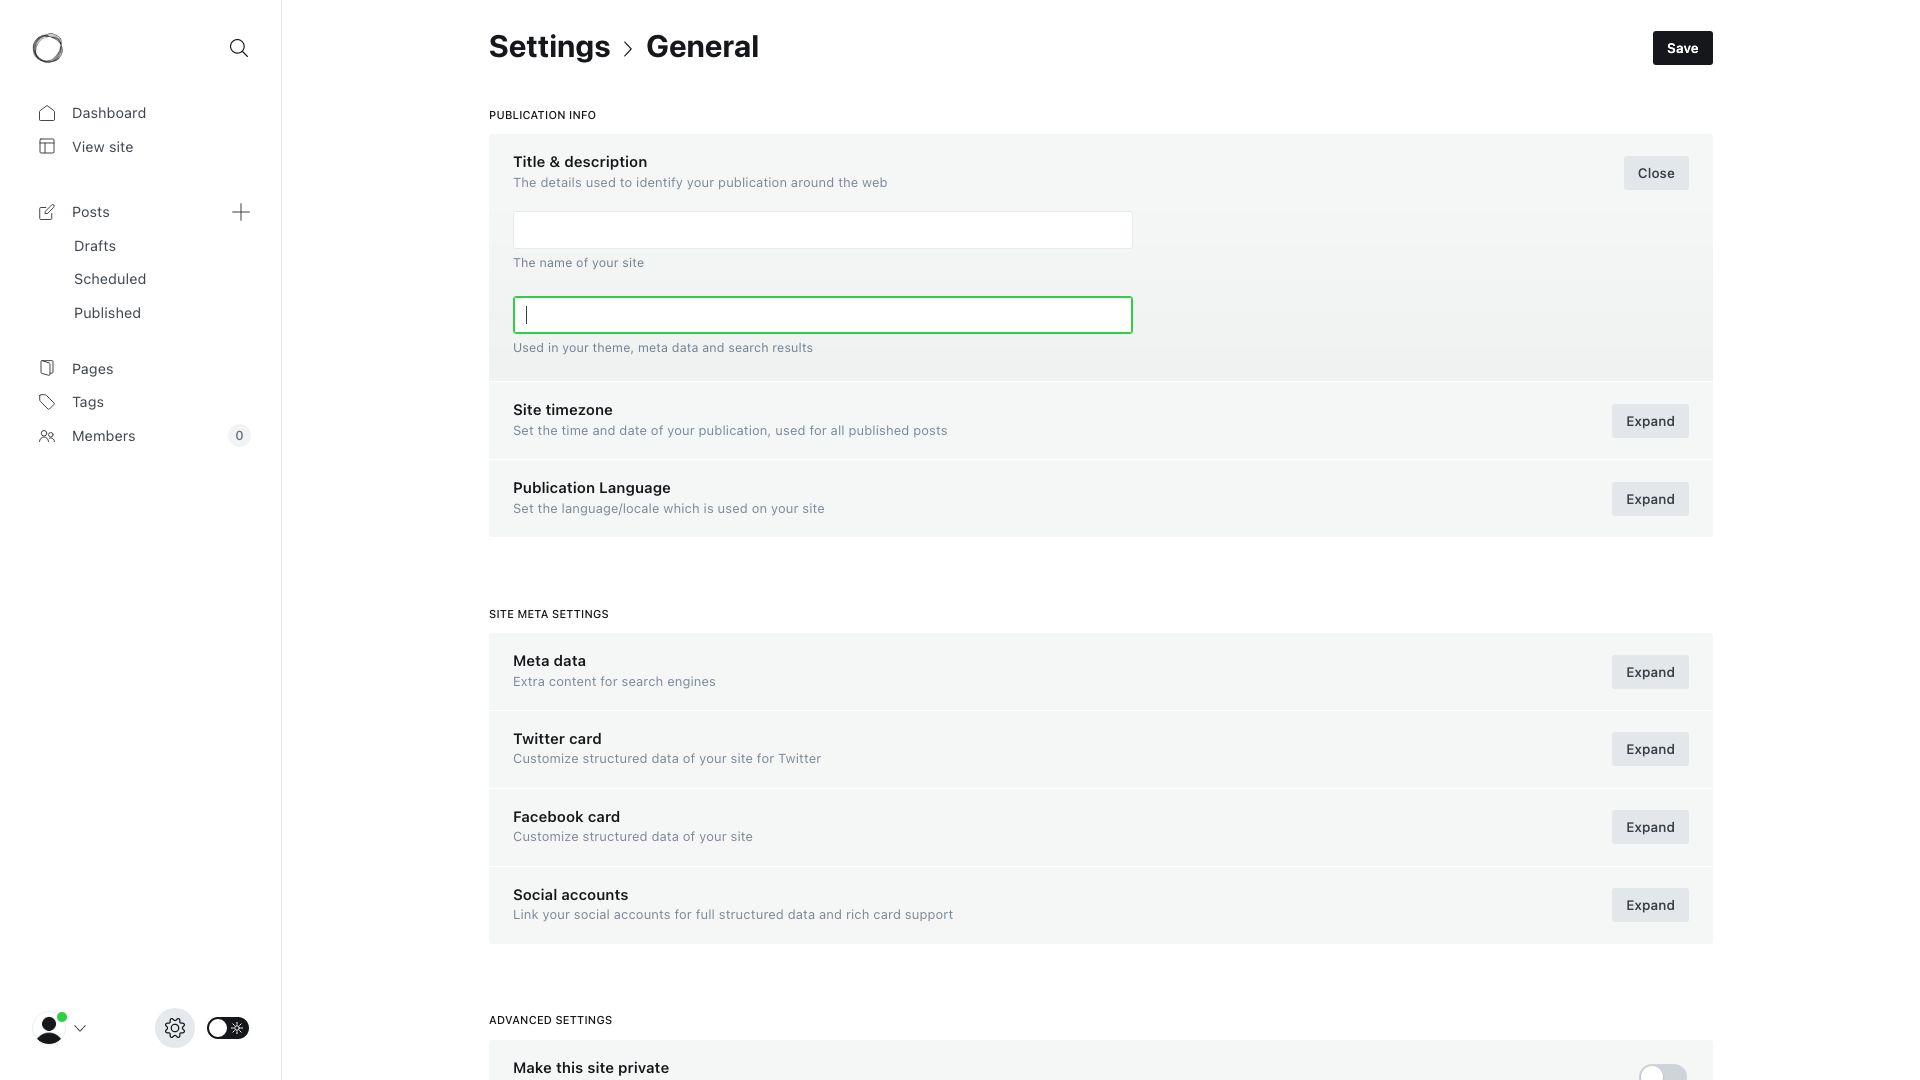 Settings > General
Save
Dashboard
View site
Posts
Drafts
Scheduled
Published
Pages
Tags
Members
0
PUBLICATION INFO
Title & description
The details used to identify your publication around the web
Close
The name of your site
Used in your theme, meta data and search results
Site timezone
Set the time and date of your publication, used for all published posts
Expand
Publication Language
Set the language/locale which is used on your site
Expand
SITE META SETTINGS
Meta data
Extra content for search engines
Expand
Twitter card
Customize structured data of your site for Twitter
Expand
Facebook card
Customize structured data of your site
Expand
Social accounts
Link your social accounts for full structured data and rich card support
Expand
ADVANCED SETTINGS
Make this site private